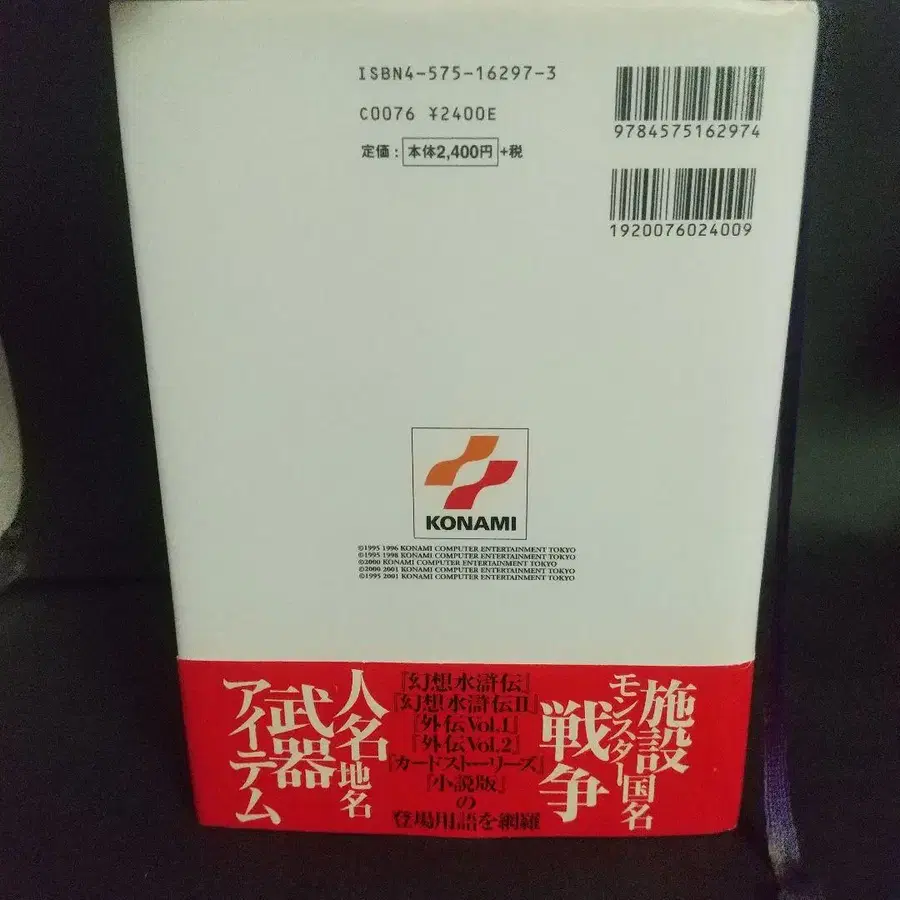 ISBN4-575-16297-3
C0076 ¥2400E
定価：本体2,400円+税
9784575162974
1920076024009
KONAMI
©1995 1996 KONAMI COMPUTER ENTERTAINMENT TOKYO
©1995 1998 KONAMI COMPUTER ENTERTAINMENT TOKYO
©2000 KONAMI COMPUTER ENTERTAINMENT TOKYO
©2000 2001 KONAMI COMPUTER ENTERTAINMENT TOKYO
©1995 2001 KONAMI COMPUTER ENTERTAINMENT TOKYO
施設
国名
モンスター
戦争
『幻想水滸伝』
『幻想水滸伝II』
『外伝Vol.1』
『外伝Vol.2』
『カードストーリーズ』
『小説版』
の
登場用語を網羅
人名
地名
武器
アイテム